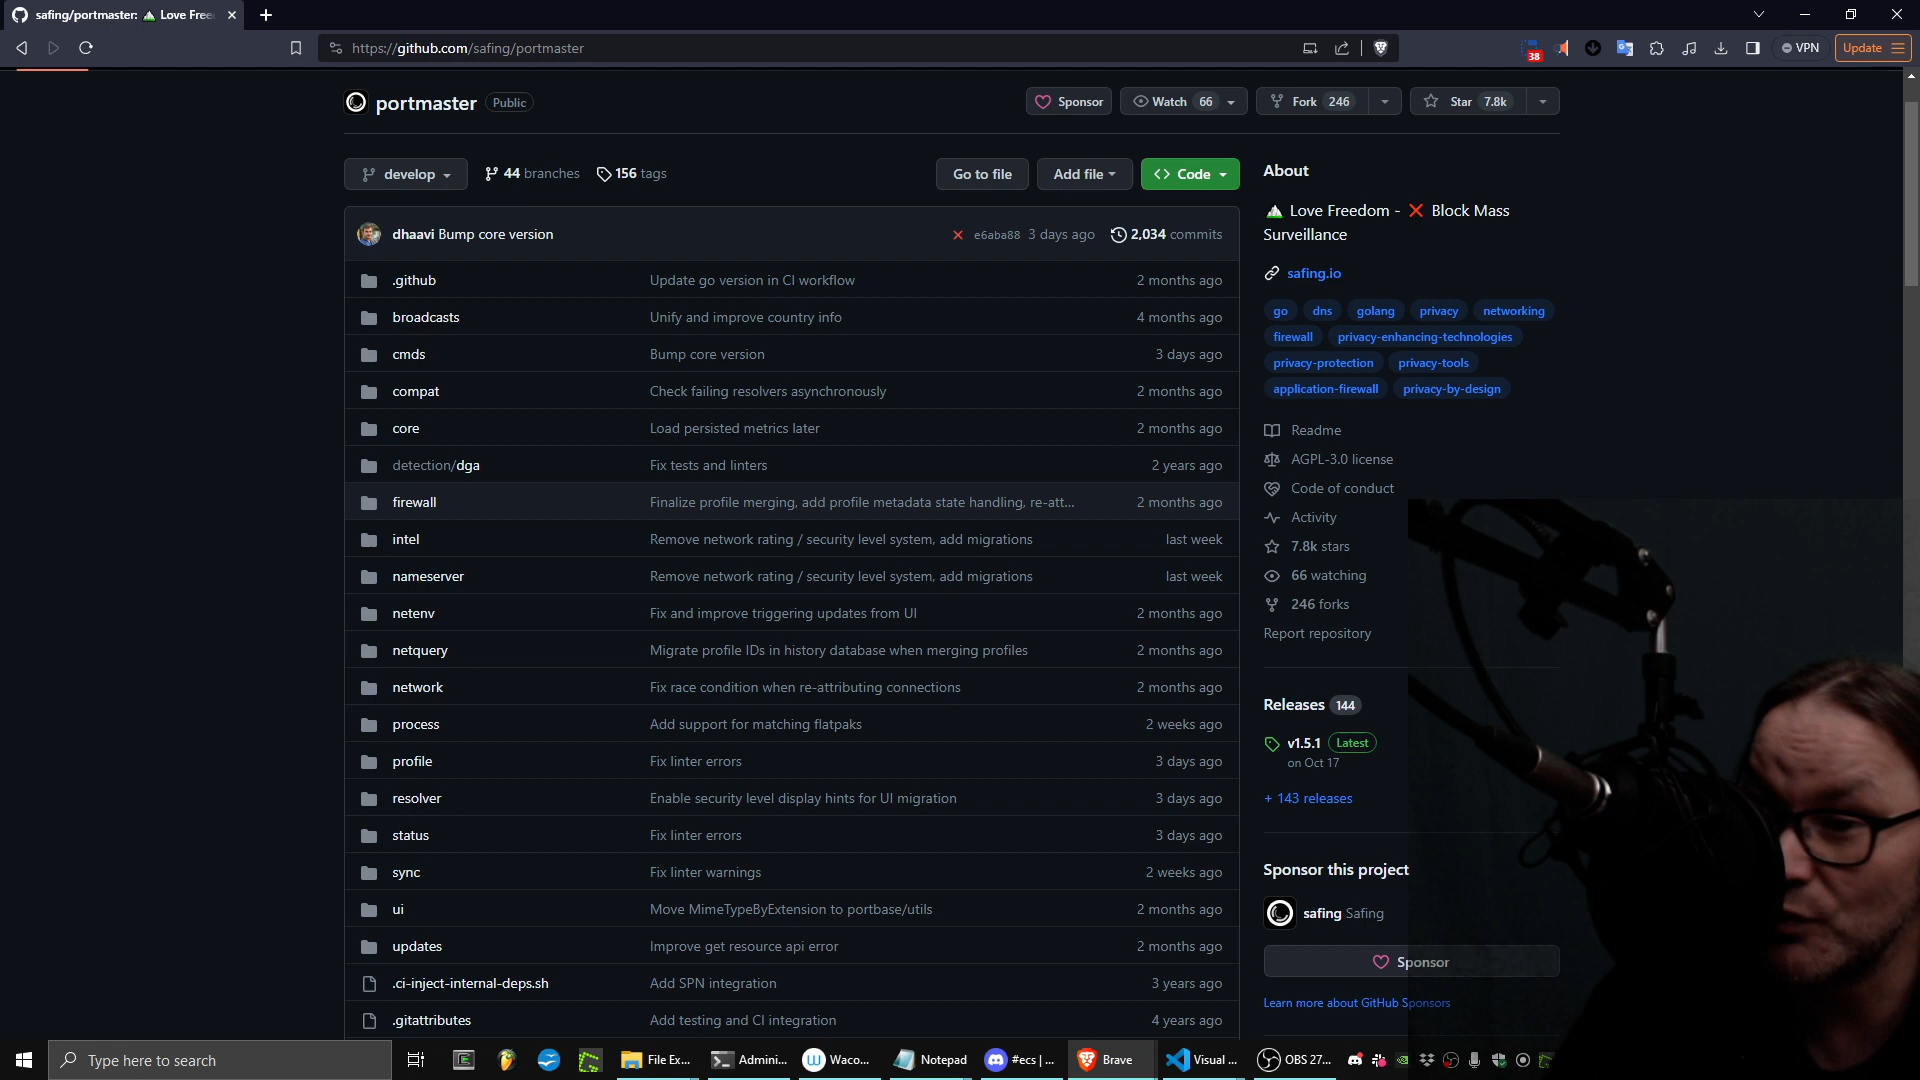 safing/portmaster: Love Free
https://github.com/safing/portmaster
38
VPN
Update
portmaster
Public
Sponsor
Watch 66
Fork 246
Star 7.8k
develop
44 branches
156 tags
Go to file
Add file
Code
dhaavi Bump core version
e6aba88 3 days ago
2,034 commits
.github Update go version in CI workflow 2 months ago
broadcasts Unify and improve country info 4 months ago
cmds Bump core version 3 days ago
compat Check failing resolvers asynchronously 2 months ago
core Load persisted metrics later 2 months ago
detection/dga Fix tests and linters 2 years ago
firewall Finalize profile merging, add profile metadata state handling, re-att... 2 months ago
intel Remove network rating / security level system, add migrations last week
nameserver Remove network rating / security level system, add migrations last week
netenv Fix and improve triggering updates from UI 2 months ago
netquery Migrate profile IDs in history database when merging profiles 2 months ago
network Fix race condition when re-attributing connections 2 months ago
process Add support for matching flatpaks 2 weeks ago
profile Fix linter errors 3 days ago
resolver Enable security level display hints for UI migration 3 days ago
status Fix linter errors 3 days ago
sync Fix linter warnings 2 weeks ago
ui Move MimeTypeByExtension to portbase/utils 2 months ago
updates Improve get resource api error 2 months ago
.ci-inject-internal-deps.sh Add SPN integration 3 years ago
.gitattributes Add testing and CI integration 4 years ago
About
Love Freedom - ❌ Block Mass
Surveillance
safing.io
go dns golang privacy networking
firewall privacy-enhancing-technologies
privacy-protection privacy-tools
application-firewall privacy-by-design
Readme
AGPL-3.0 license
Code of conduct
Activity
7.8k stars
66 watching
246 forks
Report repository
Releases 144
v1.5.1 Latest
on Oct 17
+ 143 releases
Sponsor this project
safing Safing
Sponsor
Learn more about GitHub Sponsors
Type here to search
File Ex...
Admini...
Waco...
Notepad
#ecs | ...
Brave
Visual ...
OBS 27...